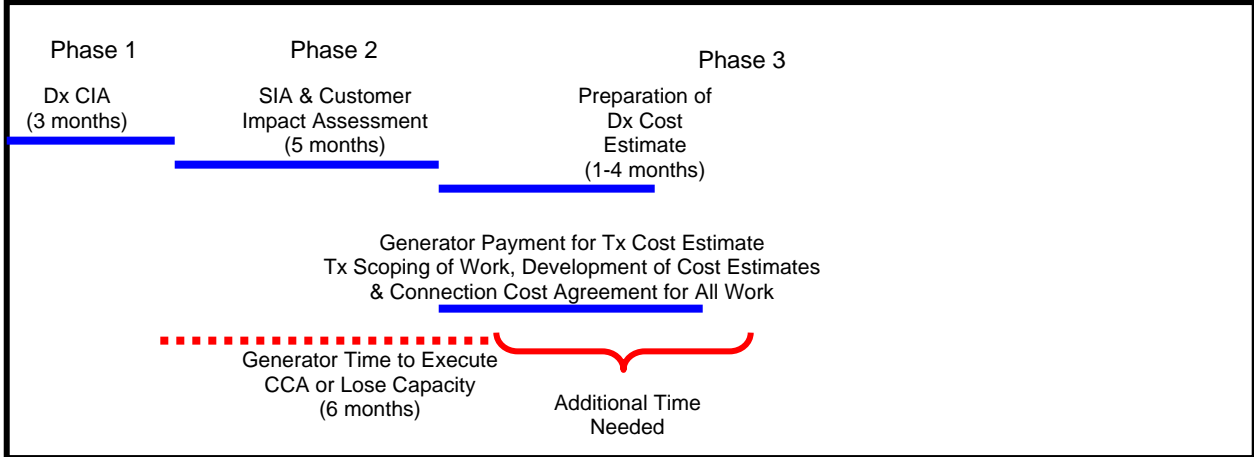 Phase 1
Phase 2
Phase 3
Dx CIA
(3 months)
SIA & Customer
Impact Assessment
(5 months)
Preparation of
Dx Cost
Estimate
(1-4 months)
Generator Payment for Tx Cost Estimate
Tx Scoping of Work, Development of Cost Estimates
& Connection Cost Agreement for All Work
Generator Time to Execute
CCA or Lose Capacity
(6 months)
Additional Time
Needed